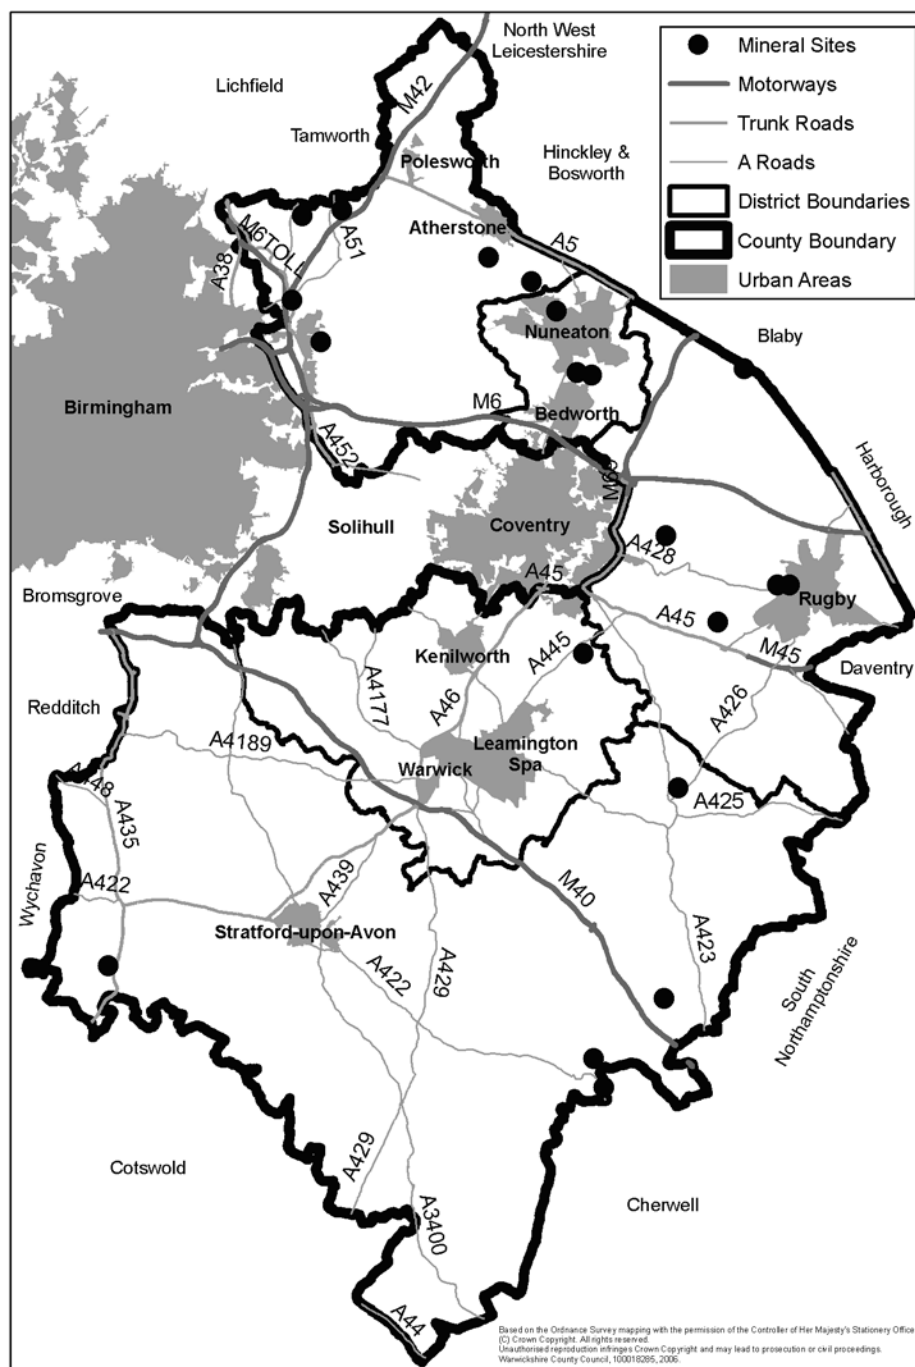 North West
Leicestershire
Mineral Sites
Motorways
Trunk Roads
A Roads
District Boundaries
County Boundary
Urban Areas
Lichfield
M42
Tamworth
Polesworth
Hinckley &
Bosworth
Atherstone
A5
M6TOLL
A51
A38
Nuneaton
Blaby
Birmingham
M6
Bedworth
A452
Harborough
M69
Solihull
Coventry
A428
A45
Bromsgrove
Rugby
A45
M45
Kenilworth
A445
Daventry
A4177
A46
A426
Redditch
A4189
Leamington
Spa
Warwick
A448
A435
A425
A422
A439
M40
Wychavon
Stratford-upon-Avon
A423
A422
A429
South
Northamptonshire
A429
Cotswold
Cherwell
A3400
A44
Based on the Ordnance Survey mapping with the permission of the Controller of Her Majesty's Stationery Office
(C) Crown Copyright. All rights reserved.
Unauthorised reproduction infringes Crown Copyright and may lead to prosecution or civil proceedings.
Warwickshire County Council, 100018285, 2006.